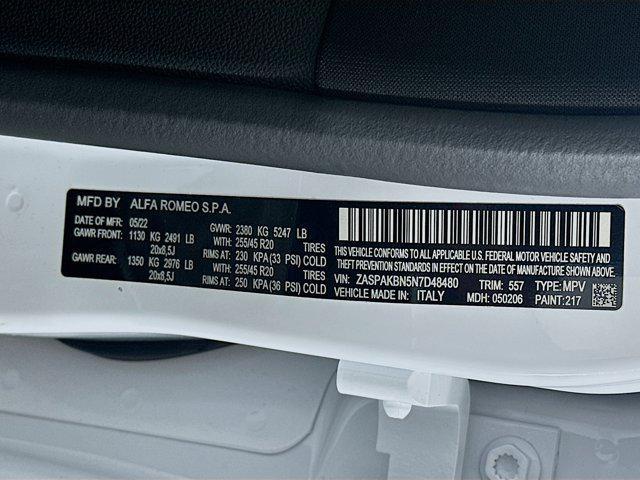 MFD BY ALFA ROMEO S.P.A.
DATE OF MFR: 05/22 GVWR: 2380 KG 5247 LB
GAWR FRONT: 1130 KG 2491 LB WITH: 255/45 R20 TIRES
20x8,5J RIMS AT: 230 KPA (33 PSI) COLD
GAWR REAR: 1350 KG 2976 LB WITH: 255/45 R20 TIRES
20x8,5J RIMS AT: 250 KPA (36 PSI) COLD
THIS VEHICLE CONFORMS TO ALL APPLICABLE U.S. FEDERAL MOTOR VEHICLE SAFETY AND
THEFT PREVENTION STANDARDS IN EFFECT ON THE DATE OF MANUFACTURE SHOWN ABOVE
VIN: ZASPAKBN5N7D48480 TRIM: 557 TYPE: MPV
VEHICLE MADE IN: ITALY MDH: 050206 PAINT: 217